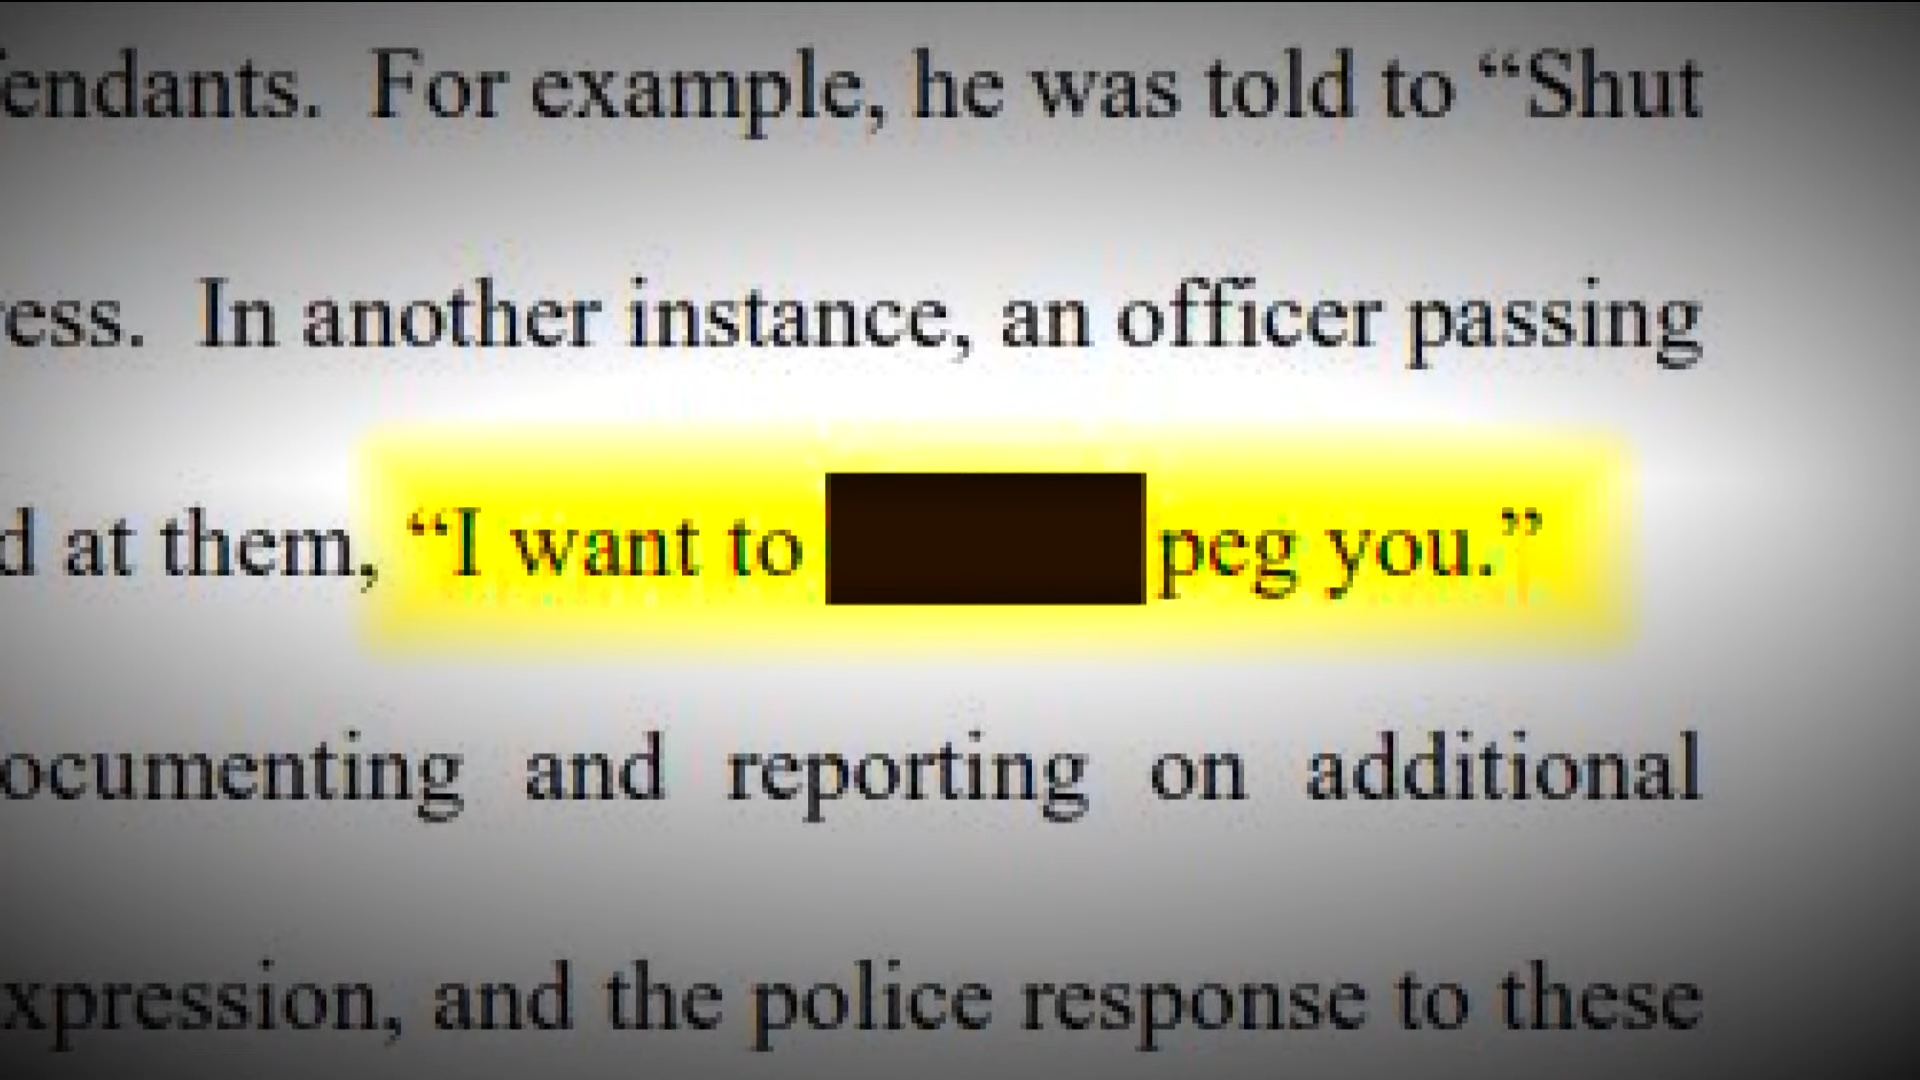 endants. For example, he was told to “Shut
ess. In another instance, an officer passing
d at them, “I want to peg you.”
ocumenting and reporting on additional
xpression, and the police response to these